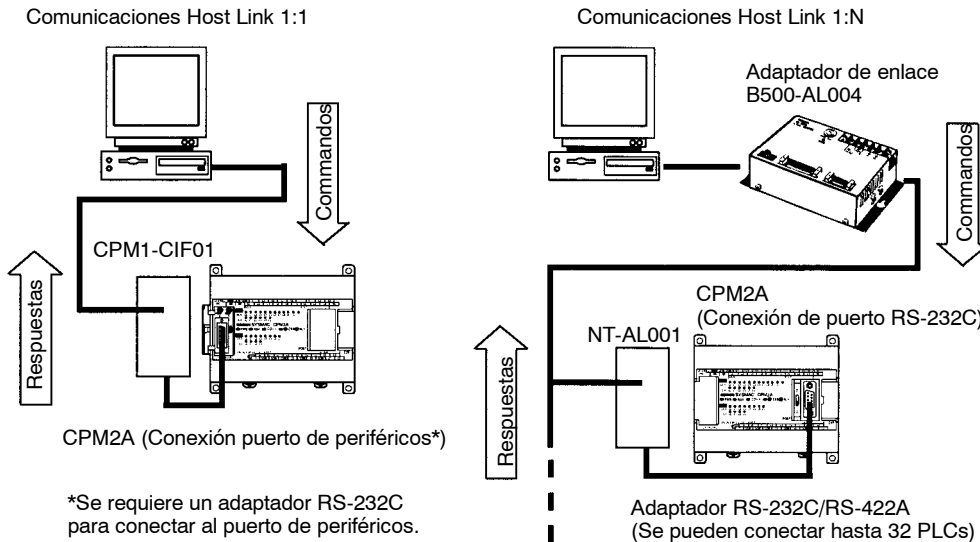 Comunicaciones Host Link 1:1
Commandos
CPM1-CIF01
Respuestas
CPM2A (Conexión puerto de periféricos*)
*Se requiere un adaptador RS-232C
para conectar al puerto de periféricos.
Comunicaciones Host Link 1:N
Adaptador de enlace
B500-AL004
Commandos
CPM2A
(Conexión de puerto RS-232C)
NT-AL001
Respuestas
Adaptador RS-232C/RS-422A
(Se pueden conectar hasta 32 PLCs)